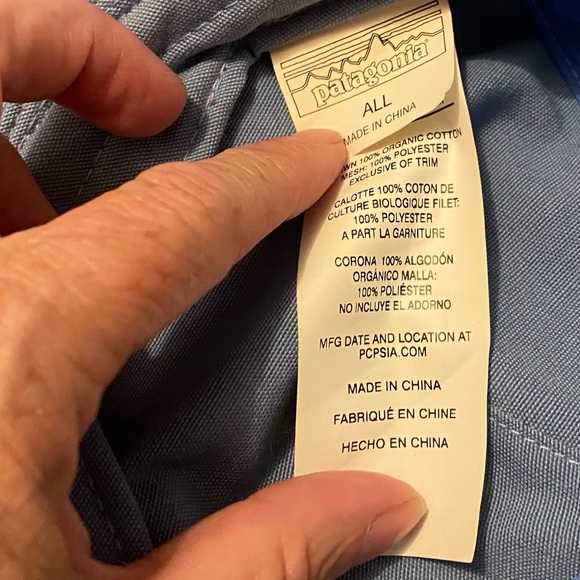 patagonia
ALL
MADE IN CHINA
WN 100% ORGANIC COTTON
MESH: 100% POLYESTER
EXCLUSIVE OF TRIM
CALOTTE 100% COTON DE
CULTURE BIOLOGIQUE FILET:
100% POLYESTER
A PART LA GARNITURE
CORONA 100% ALGODÓN
ORGÁNICO MALLA:
100% POLIÉSTER
NO INCLUYE EL ADORNO
MFG DATE AND LOCATION AT
PCPSIA.COM
MADE IN CHINA
FABRIQUÉ EN CHINE
HECHO EN CHINA